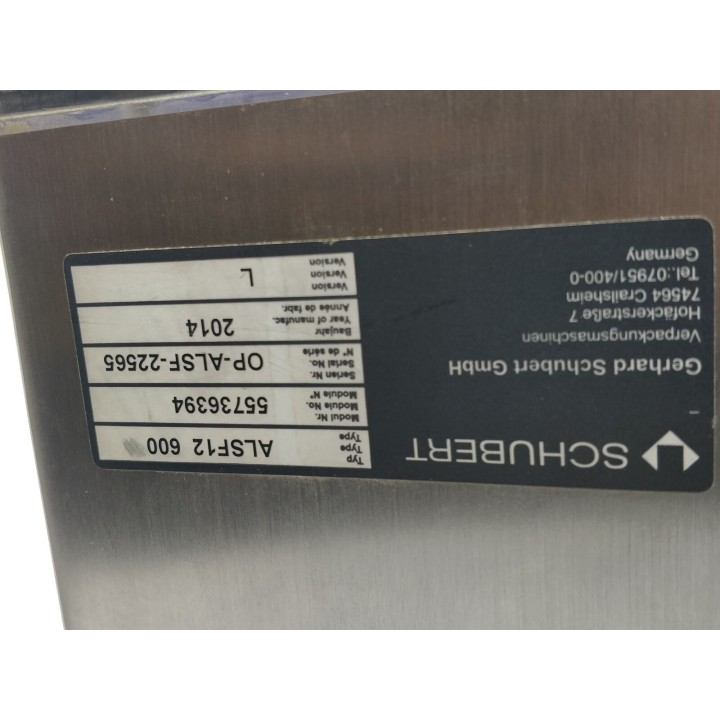 SCHUBERT
Gerhard Schubert GmbH
Verpackungsmaschinen
Hofäckerstraße 7
74564 Crailsheim
Tel.:07951/400-0
Germany
Typ
Type
Type
ALSF12 600
Modul Nr.
Module No.
Module N°
55736394
Serien Nr.
Serial No.
N° de série
OP-ALSF-22565
Baujahr
Year of manufac.
Année de fabr.
2014
Version
Version
Version
L